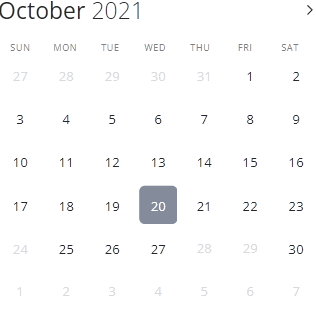 October 2021
SUN MON TUE WED THU FRI SAT
27 28 29 30 31 1 2
3 4 5 6 7 8 9
10 11 12 13 14 15 16
17 18 19 20 21 22 23
24 25 26 27 28 29 30
1 2 3 4 5 6 7